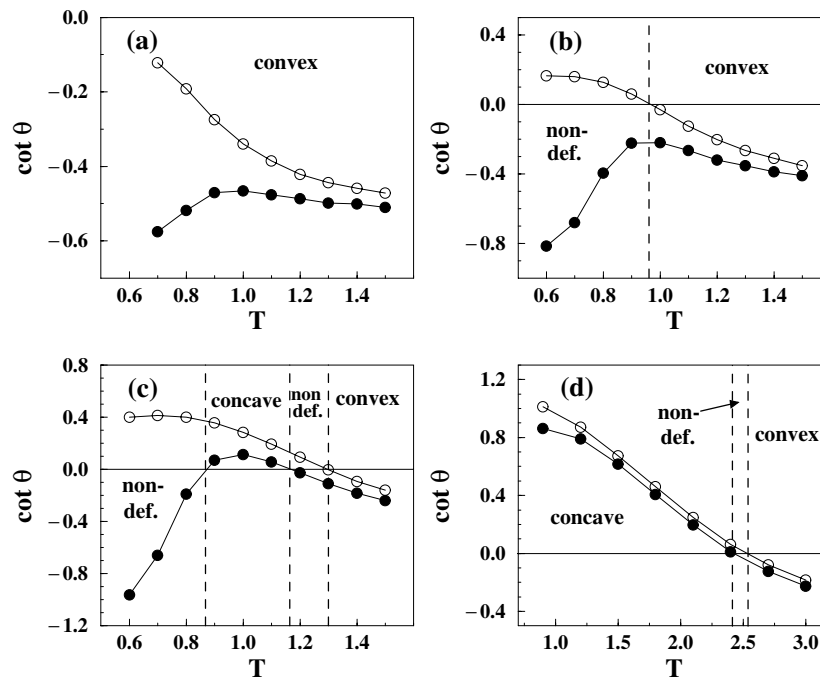 (a)
convex
0.0
−0.2
−0.4
−0.6
cot θ
0.6 0.8 1.0 1.2 1.4
T
(b)
convex
non-
def.
0.4
0.0
−0.4
−0.8
cot θ
0.6 0.8 1.0 1.2 1.4
T
(c)
concave
non
def.
convex
non-
def.
0.8
0.4
0.0
−0.4
−0.8
−1.2
cot θ
0.6 0.8 1.0 1.2 1.4
T
(d)
non-
def.
convex
concave
1.2
0.8
0.4
0.0
−0.4
cot θ
1.0 1.5 2.0 2.5 3.0
T